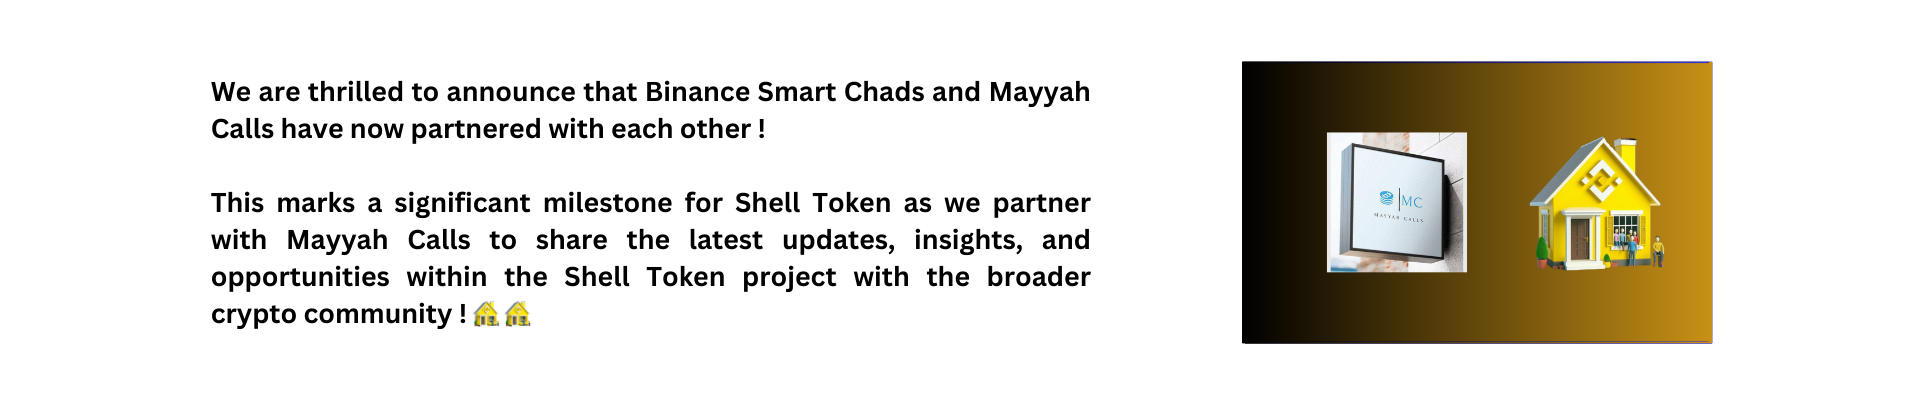 We are thrilled to announce that Binance Smart Chads and Mayyah
Calls have now partnered with each other !
This marks a significant milestone for Shell Token as we partner
with Mayyah Calls to share the latest updates, insights, and
opportunities within the Shell Token project with the broader
crypto community ! 
MC
MAYYAH CALLS